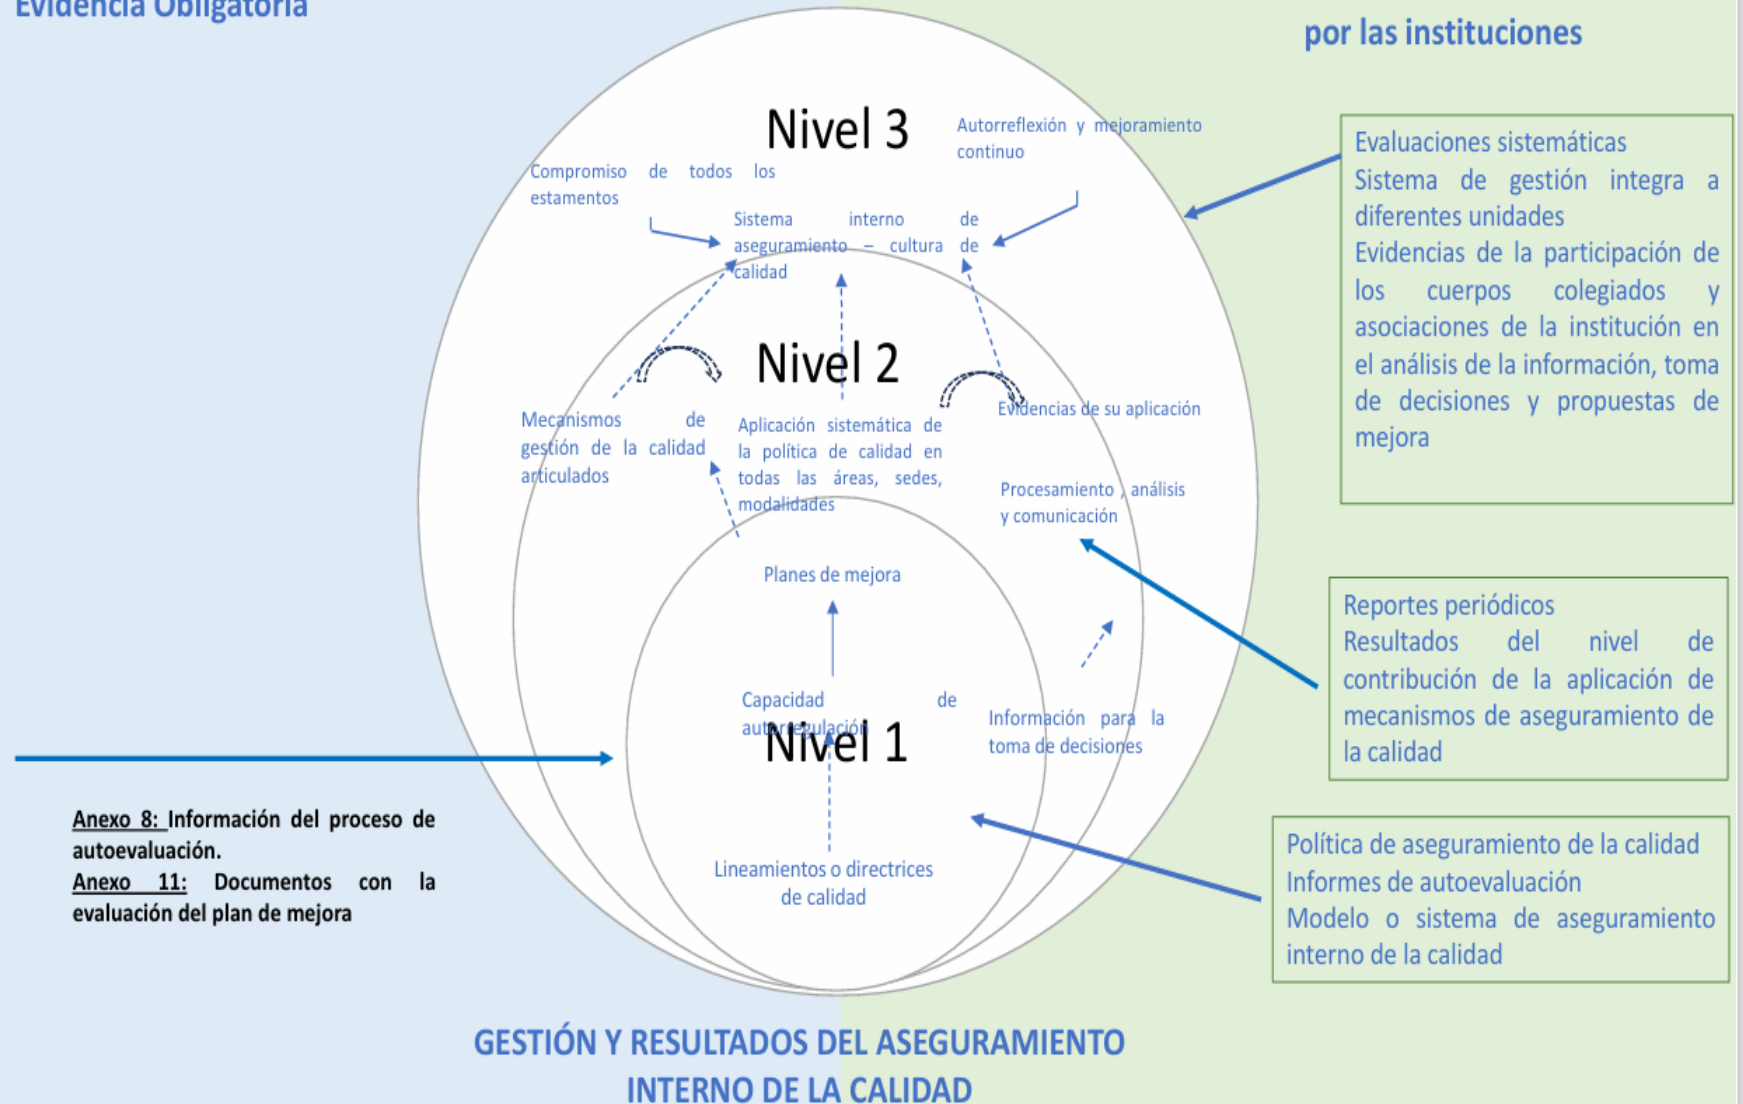 Evidencia Obligatoria
por las instituciones
Nivel 3
Autorreflexión y mejoramiento
continuo
Compromiso de todos los
estamentos
Sistema interno de
aseguramiento – cultura de
calidad
Nivel 2
Mecanismos de
gestión de la calidad
articulados
Aplicación sistemática de
la política de calidad en
todas las áreas, sedes,
modalidades
Evidencias de su aplicación
Procesamiento , análisis
y comunicación
Planes de mejora
Capacidad de
autorregulación
Nivel 1
Información para la
toma de decisiones
Lineamientos o directrices
de calidad
Anexo 8: Información del proceso de
autoevaluación.
Anexo 11: Documentos con la
evaluación del plan de mejora
Evaluaciones sistemáticas
Sistema de gestión integra a
diferentes unidades
Evidencias de la participación de
los cuerpos colegiados y
asociaciones de la institución en
el análisis de la información, toma
de decisiones y propuestas de
mejora
Reportes periódicos
Resultados del nivel de
contribución de la aplicación de
mecanismos de aseguramiento de
la calidad
Política de aseguramiento de la calidad
Informes de autoevaluación
Modelo o sistema de aseguramiento
interno de la calidad
GESTIÓN Y RESULTADOS DEL ASEGURAMIENTO
INTERNO DE LA CALIDAD